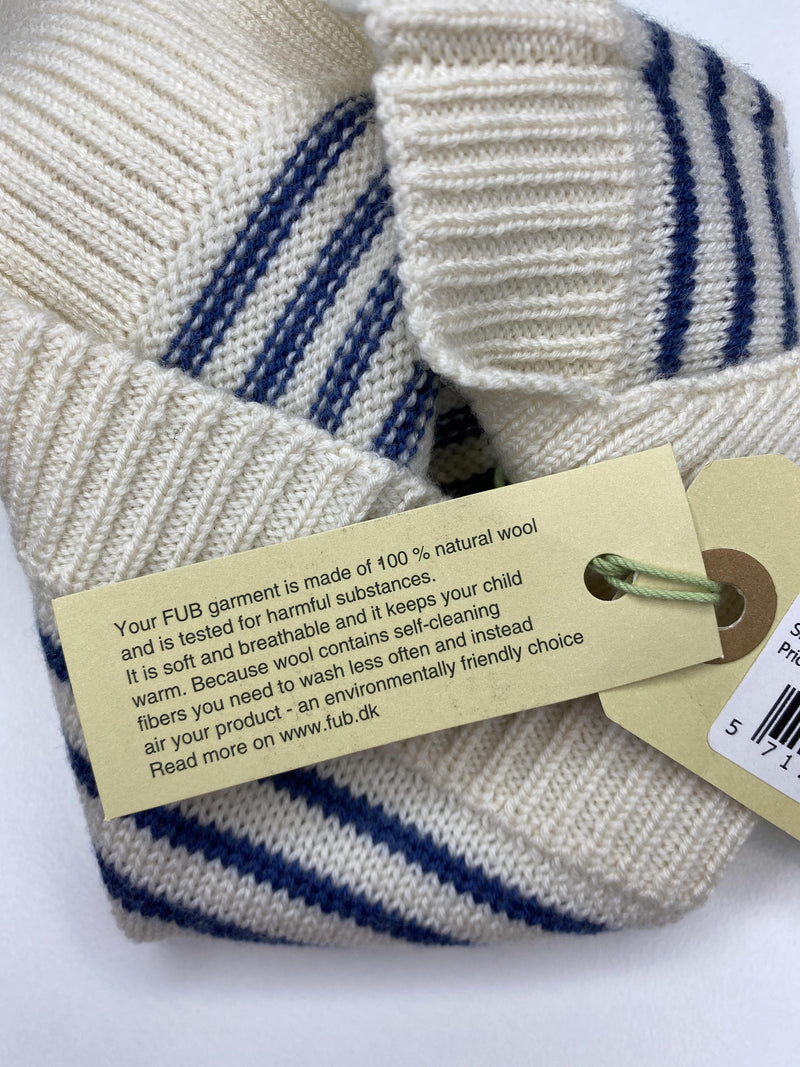 Your FUB garment is made of 100 % natural wool
and is tested for harmful substances.
It is soft and breathable and it keeps your child
warm. Because wool contains self-cleaning
fibers you need to wash less often and instead
air your product - an environmentally friendly choice
Read more on www.fub.dk
5 71